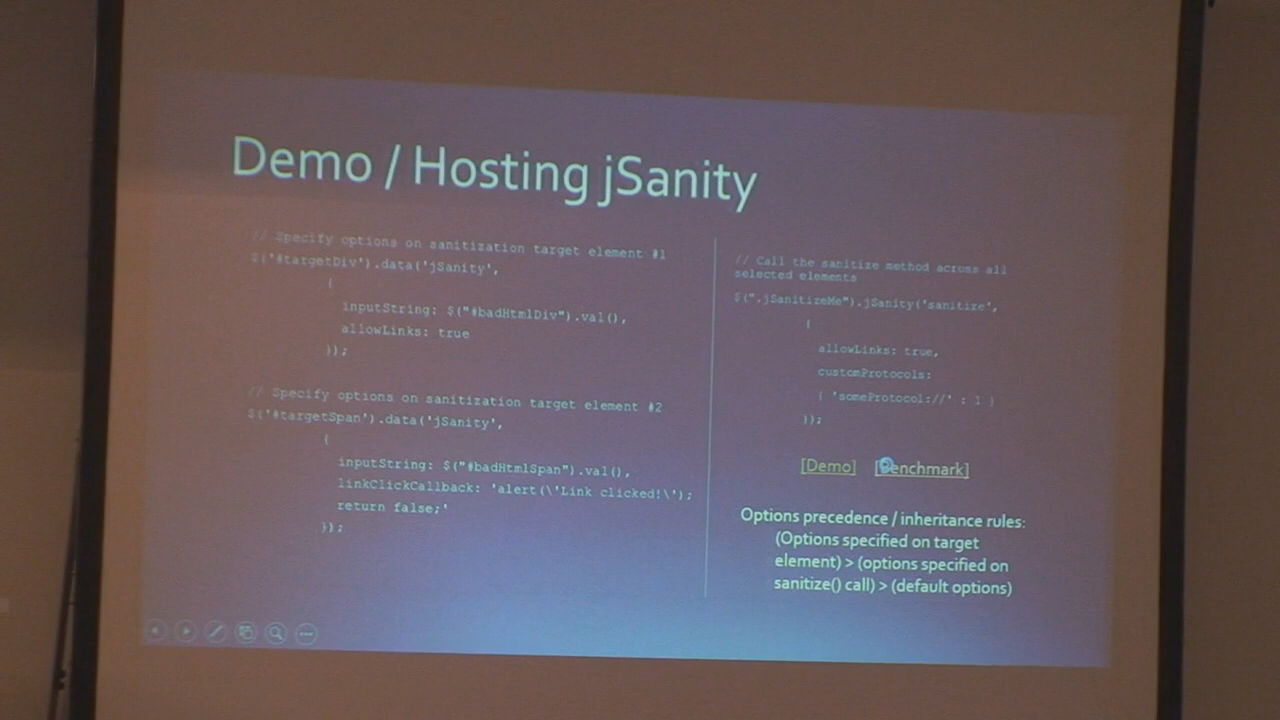 Demo / Hosting jSanity
// Specify options on sanitization target element #1
$('#targetDiv').data('jSanity',
{
inputString: $("#badHtmlDiv").val(),
allowLinks: true
});
// Specify options on sanitization target element #2
$('#targetSpan').data('jSanity',
{
inputString: $("#badHtmlSpan").val(),
linkClickCallback: 'alert(\'Link clicked!\');
return false;'
});
// Call the sanitize method across all
selected elements
$(".jSanitizeMe").jSanity('sanitize',
{
allowLinks: true,
customProtocols:
{ 'someProtocol://' : 1 }
});
[Demo] [Benchmark]
Options precedence / inheritance rules:
(Options specified on target
element) > (options specified on
sanitize() call) > (default options)